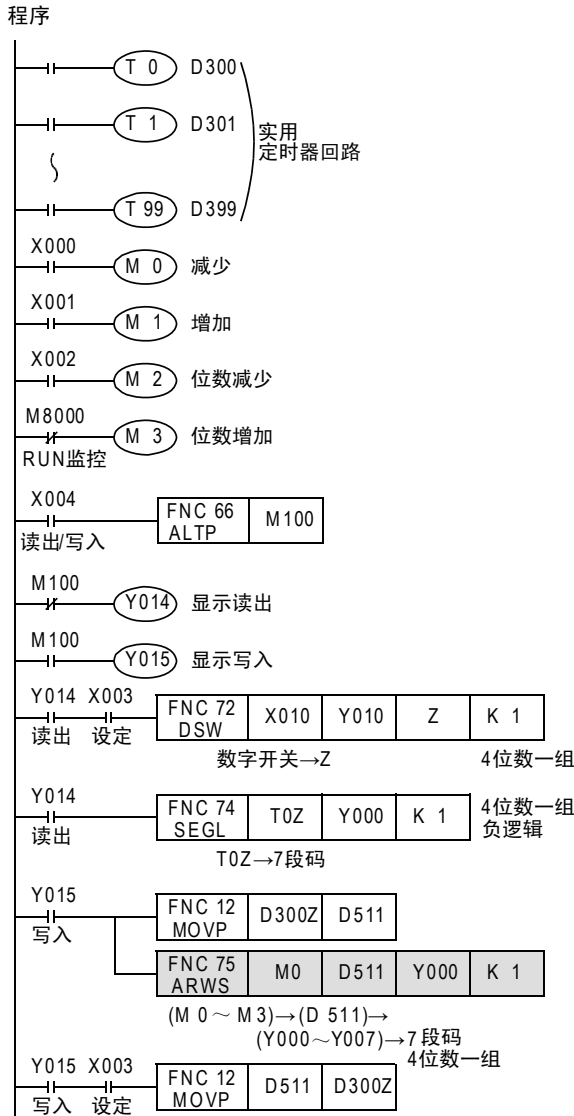 程序
T 0 D300
T 1 D301
实用
定时器回路
T 99 D399
X000
M 0 减少
X001
M 1 增加
X002
M 2 位数减少
M8000
M 3 位数增加
RUN监控
X004
FNC 66
ALTP
M100
读出/写入
M100
Y014 显示读出
M100
Y015 显示写入
Y014 X003
FNC 72
DSW
X010 Y010 Z K 1
读出 设定
数字开关→Z 4位数一组
Y014
FNC 74
SEGL
T0Z Y000 K 1
4位数一组
负逻辑
读出
T0Z→7段码
Y015
FNC 12
MOVP
D300Z D511
写入
FNC 75
ARWS
M0 D511 Y000 K 1
(M 0～M 3)→(D 511)→
(Y000～Y007)→7段码
4位数一组
Y015 X003
FNC 12
MOVP
D511 D300Z
写入 设定